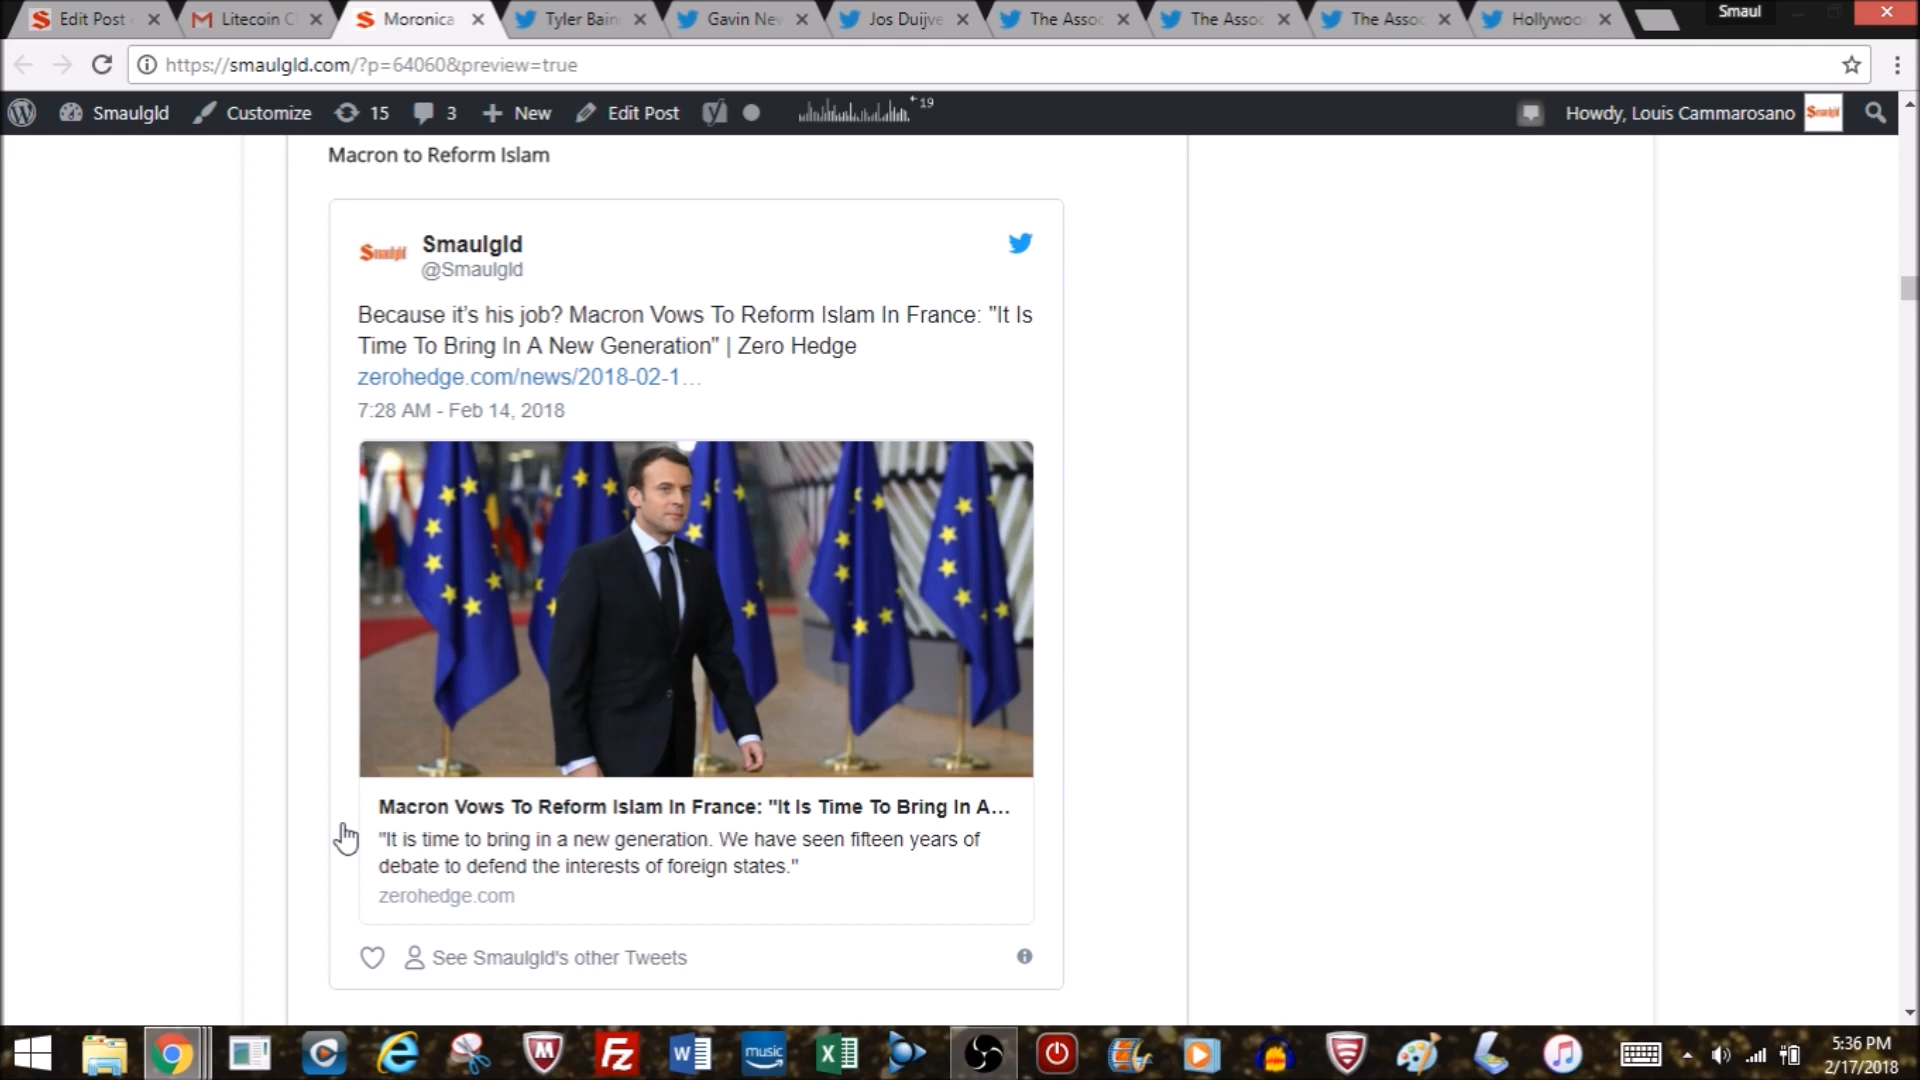 Edit Post
Litecoin C
Moronica
Tyler Bain
Gavin New
Jos Duijve
The Assoc
The Assoc
The Assoc
Hollywoo
Smaul
https://smaulgld.com/?p=64060&preview=true
Smaulgld
Customize
15
3
New
Edit Post
19
Howdy, Louis Cammarosano
Smaulgld
Macron to Reform Islam
Smaulgld
Smaulgld
@Smaulgld
Because it's his job? Macron Vows To Reform Islam In France: "It Is
Time To Bring In A New Generation" | Zero Hedge
zerohedge.com/news/2018-02-1…
7:28 AM - Feb 14, 2018
Macron Vows To Reform Islam In France: "It Is Time To Bring In A...
"It is time to bring in a new generation. We have seen fifteen years of
debate to defend the interests of foreign states."
zerohedge.com
See Smaulgld's other Tweets
music
5:36 PM
2/17/2018